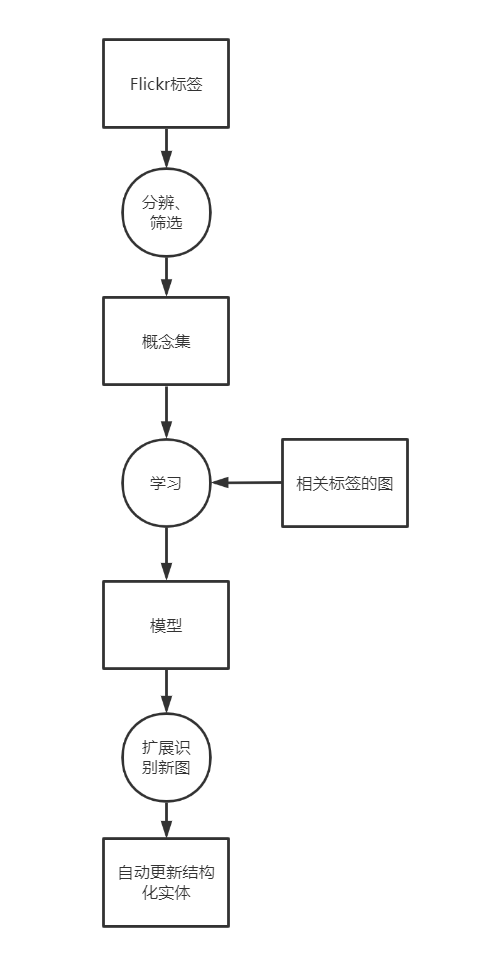 Flickr标签
分辨、
筛选
概念集
学习
相关标签的图
模型
扩展识
别新图
自动更新结构
化实体